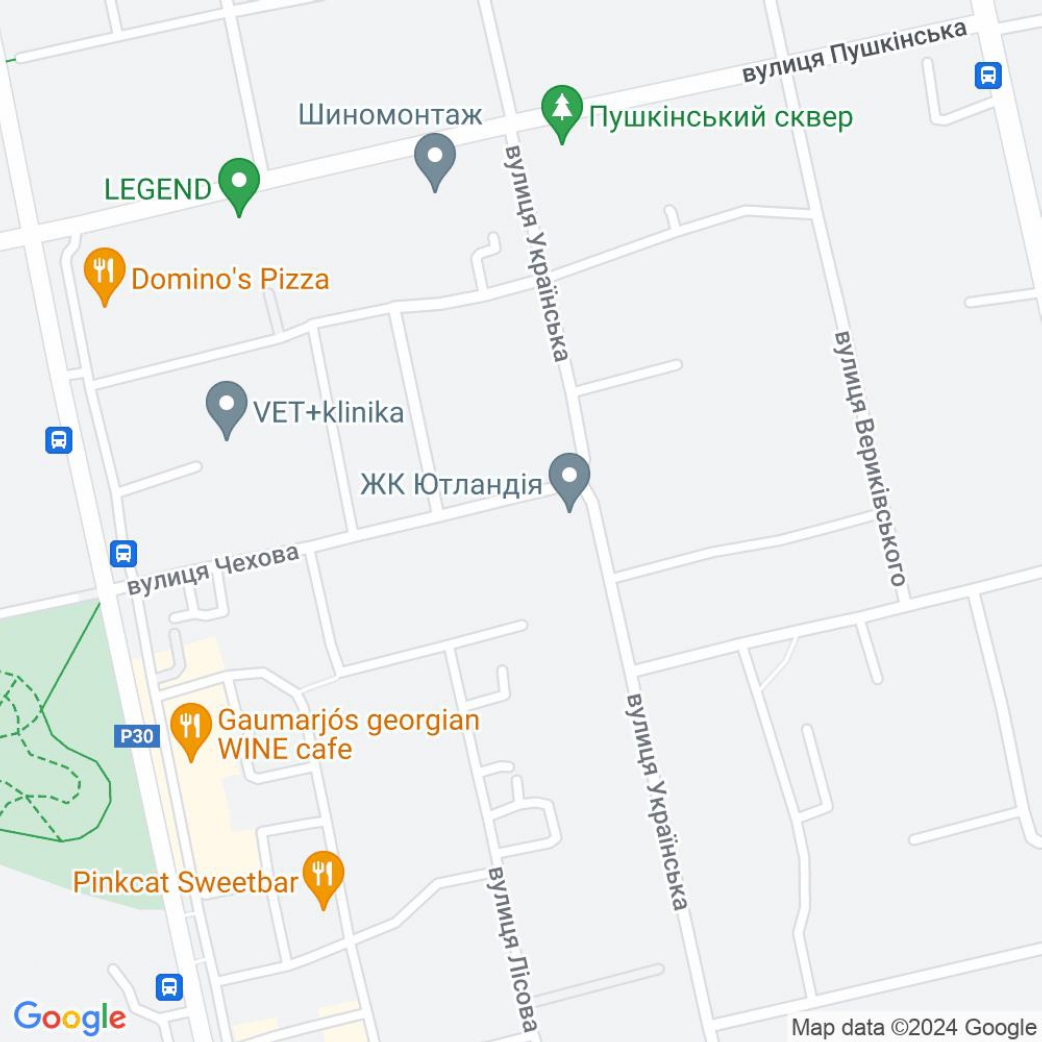 вулиця Пушкінська
Шиномонтаж
Пушкінський сквер
LEGEND
вулиця Українська
Domino's Pizza
VET+klinika
вулиця Вериківського
ЖК Ютландія
вулиця Чехова
Gaumarjós georgian
WINE cafe
P30
вулиця Українська
Pinkcat Sweetbar
вулиця Лісова
Google
Map data ©2024 Google